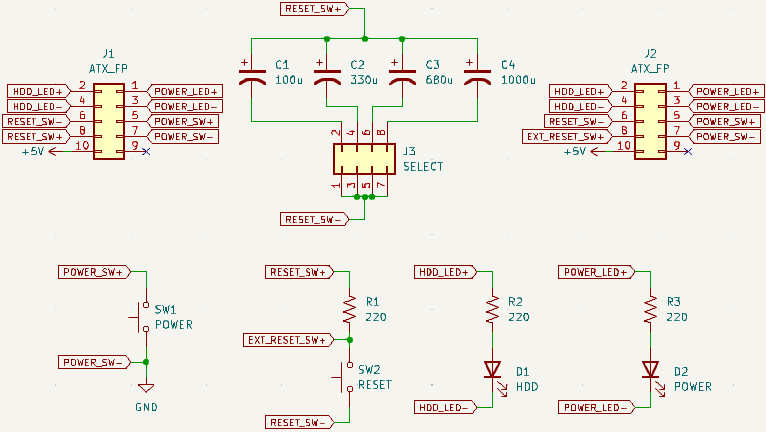 RESET_SW+
C1
100u
C2
330u
C3
680u
C4
1000u
J1
ATX_FP
HDD_LED+ 2 1 POWER_LED+
HDD_LED- 4 3 POWER_LED-
RESET_SW- 6 5 POWER_SW+
RESET_SW+ 8 7 POWER_SW-
+5V 10 9
2 4 6 8
J3
SELECT
1 3 5 7
RESET_SW-
J2
ATX_FP
HDD_LED+ 2 1 POWER_LED+
HDD_LED- 4 3 POWER_LED-
RESET_SW- 6 5 POWER_SW+
EXT_RESET_SW+ 8 7 POWER_SW-
+5V 10 9
POWER_SW+
SW1
POWER
POWER_SW-
GND
RESET_SW+
R1
220
EXT_RESET_SW+
SW2
RESET
RESET_SW-
HDD_LED+
R2
220
D1
HDD
HDD_LED-
POWER_LED+
R3
220
D2
POWER
POWER_LED-